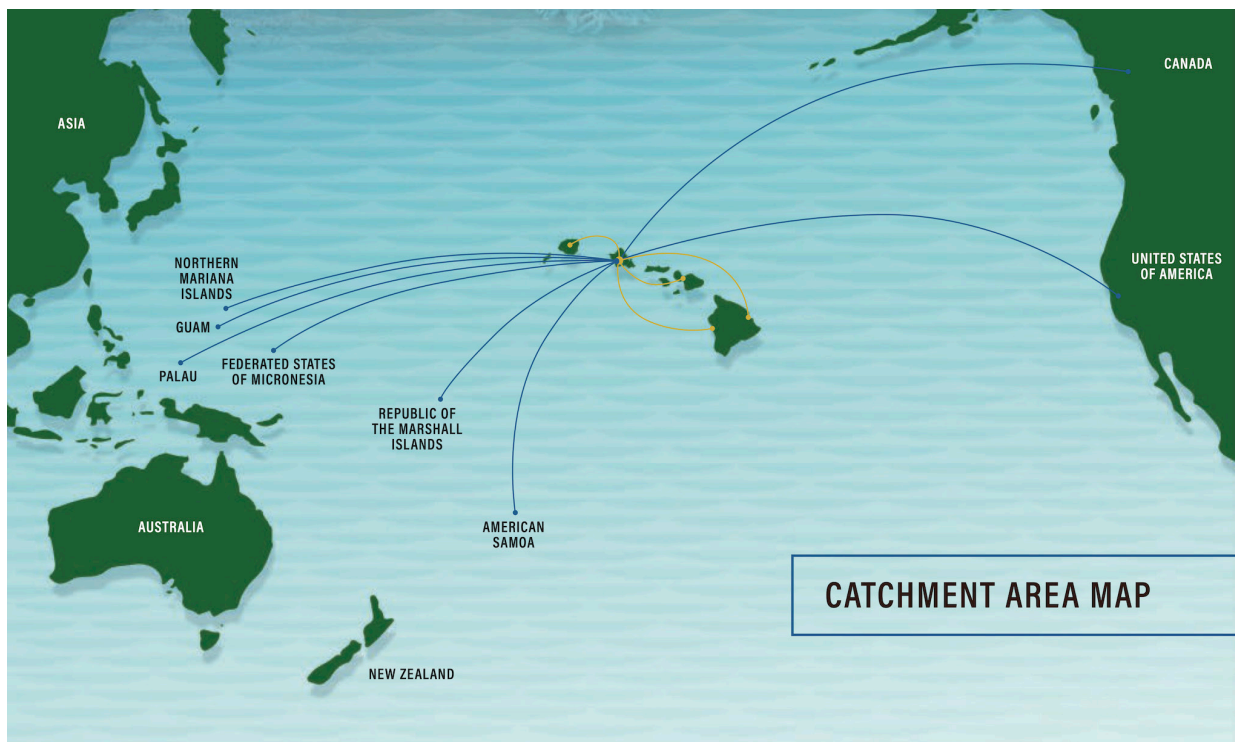 CANADA
ASIA
UNITED STATES
OF AMERICA
NORTHERN
MARIANA
ISLANDS
GUAM
PALAU
FEDERATED STATES
OF MICRONESIA
REPUBLIC OF
THE MARSHALL
ISLANDS
AMERICAN
SAMOA
AUSTRALIA
CATCHMENT AREA MAP
NEW ZEALAND